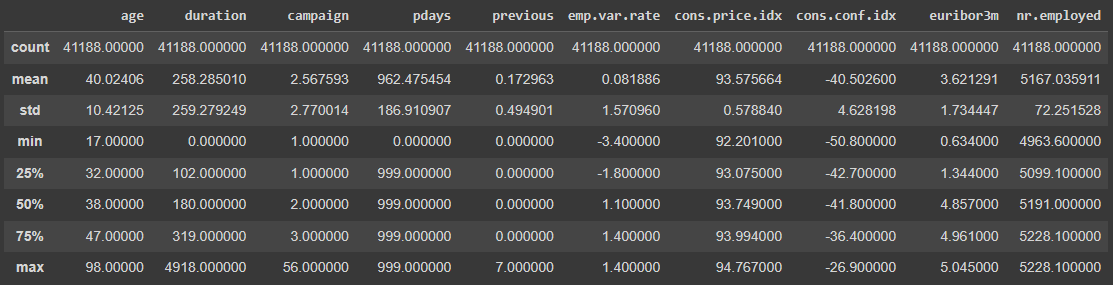 age duration campaign pdays previous emp.var.rate cons.price.idx cons.conf.idx euribor3m nr.employed
count 41188.00000 41188.000000 41188.000000 41188.000000 41188.000000 41188.000000 41188.000000 41188.000000 41188.000000 41188.000000
mean 40.02406 258.285010 2.567593 962.475454 0.172963 0.081886 93.575664 -40.502600 3.621291 5167.035911
std 10.42125 259.279249 2.770014 186.910907 0.494901 1.570960 0.578840 4.628198 1.734447 72.251528
min 17.00000 0.000000 1.000000 0.000000 0.000000 -3.400000 92.201000 -50.800000 0.634000 4963.600000
25% 32.00000 102.000000 1.000000 999.000000 0.000000 -1.800000 93.075000 -42.700000 1.344000 5099.100000
50% 38.00000 180.000000 2.000000 999.000000 0.000000 1.100000 93.749000 -41.800000 4.857000 5191.000000
75% 47.00000 319.000000 3.000000 999.000000 0.000000 1.400000 93.994000 -36.400000 4.961000 5228.100000
max 98.00000 4918.000000 56.000000 999.000000 7.000000 1.400000 94.767000 -26.900000 5.045000 5228.100000